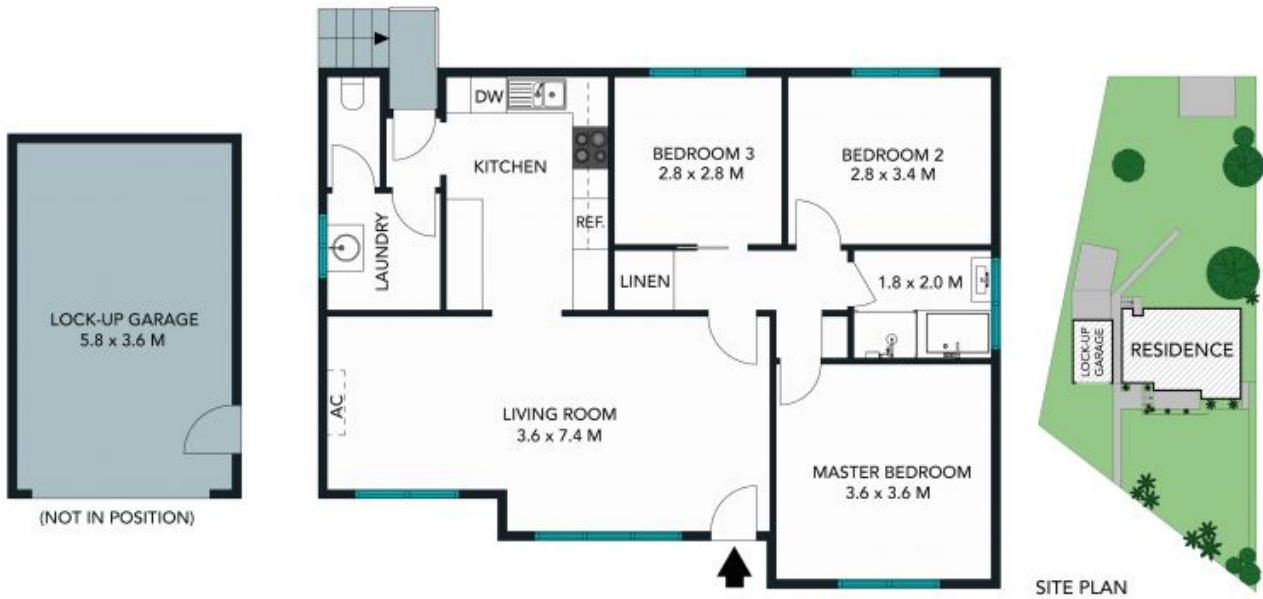 LOCK-UP GARAGE
5.8 x 3.6 M
(NOT IN POSITION)
DW
KITCHEN
REF.
LAUNDRY
BEDROOM 3
2.8 x 2.8 M
BEDROOM 2
2.8 x 3.4 M
LINEN
1.8 x 2.0 M
AC
LIVING ROOM
3.6 x 7.4 M
MASTER BEDROOM
3.6 x 3.6 M
LOCK-UP
GARAGE
RESIDENCE
SITE PLAN